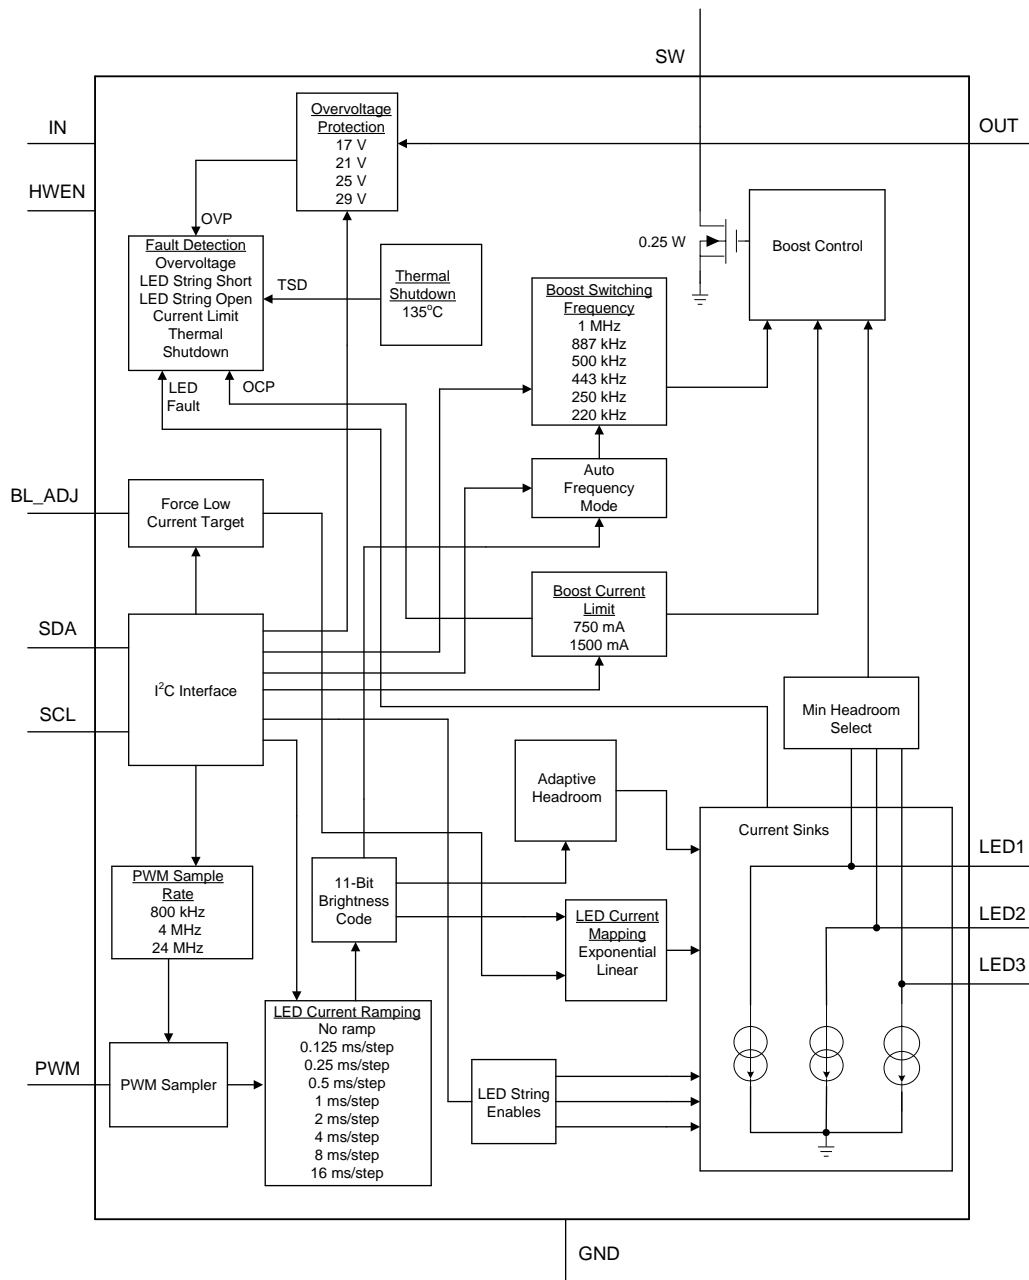 SW
IN
HWEN
OUT
Overvoltage
Protection
17 V
21 V
25 V
29 V
OVP
Fault Detection
Overvoltage
LED String Short
LED String Open
Current Limit
Thermal
Shutdown
TSD
Thermal
Shutdown
135°C
0.25 W
Boost Control
Boost Switching
Frequency
1 MHz
887 kHz
500 kHz
443 kHz
250 kHz
220 kHz
LED
Fault
OCP
BL_ADJ
Force Low
Current Target
Auto
Frequency
Mode
Boost Current
Limit
750 mA
1500 mA
SDA
SCL
I²C Interface
Min Headroom
Select
Adaptive
Headroom
Current Sinks
LED1
LED2
LED3
PWM Sample
Rate
800 kHz
4 MHz
24 MHz
11-Bit
Brightness
Code
LED Current
Mapping
Exponential
Linear
PWM
PWM Sampler
LED Current Ramping
No ramp
0.125 ms/step
0.25 ms/step
0.5 ms/step
1 ms/step
2 ms/step
4 ms/step
8 ms/step
16 ms/step
LED String
Enables
GND